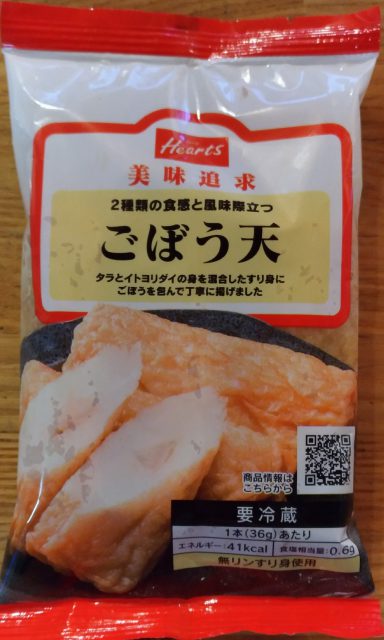 Hearts
美味追求
2種類の食感と風味際立つ
ごぼう天
タラとイトヨリダイの身を混合したすり身に
ごぼうを包んで丁寧に揚げました
商品情報は
こちらから
要冷蔵
1本(36g)あたり
エネルギー:41kcal 食塩相当量:0.6g
無リンすり身使用